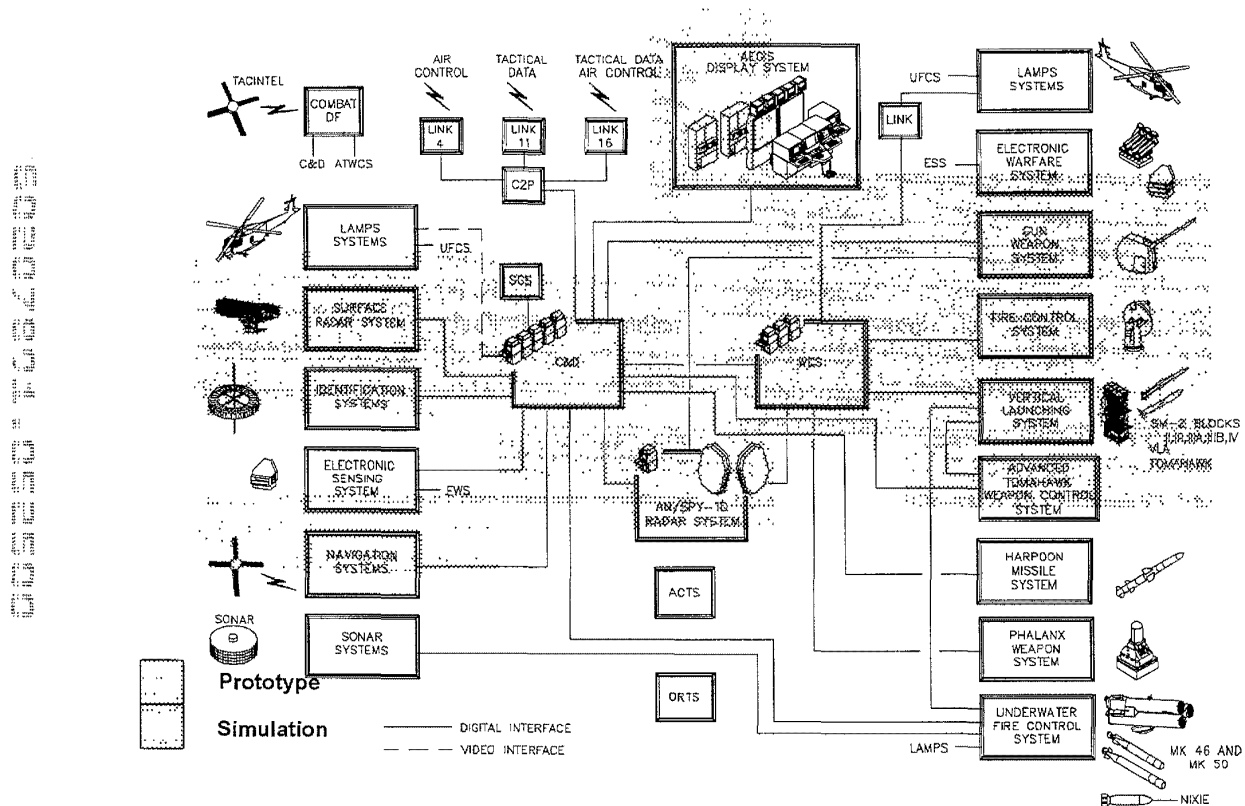 TACINTEL
COMBAT
DF
C&D ATWCS
AIR
CONTROL
TACTICAL
DATA
TACTICAL DATA
AIR CONTROL
LINK
4
LINK
11
LINK
16
C2P
AEGIS
DISPLAY SYSTEM
UFCS
LINK
LAMPS
SYSTEMS
ESS
ELECTRONIC
WARFARE
SYSTEM
LAMPS
SYSTEMS
UFCS
GUN
WEAPON
SYSTEM
SURFACE
RADAR SYSTEM
SGS
C&D
WCS
FIRE CONTROL
SYSTEM
IDENTIFICATION
SYSTEMS
VERTICAL
LAUNCHING
SYSTEM
SM-2 BLOCKS
VLA
TOMAHAWK
ELECTRONIC
SENSING
SYSTEM
EWS
ADVANCED
TOMAHAWK
WEAPON CONTROL
SYSTEM
AN/SPY-1D
RADAR SYSTEM
NAVIGATION
SYSTEMS
HARPOON
MISSILE
SYSTEM
ACTS
SONAR
SONAR
SYSTEMS
PHALANX
WEAPON
SYSTEM
ORTS
UNDERWATER
FIRE CONTROL
SYSTEM
LAMPS
MK 46 AND
MK 50
NIXIE
Prototype
Simulation
DIGITAL INTERFACE
VIDEO INTERFACE